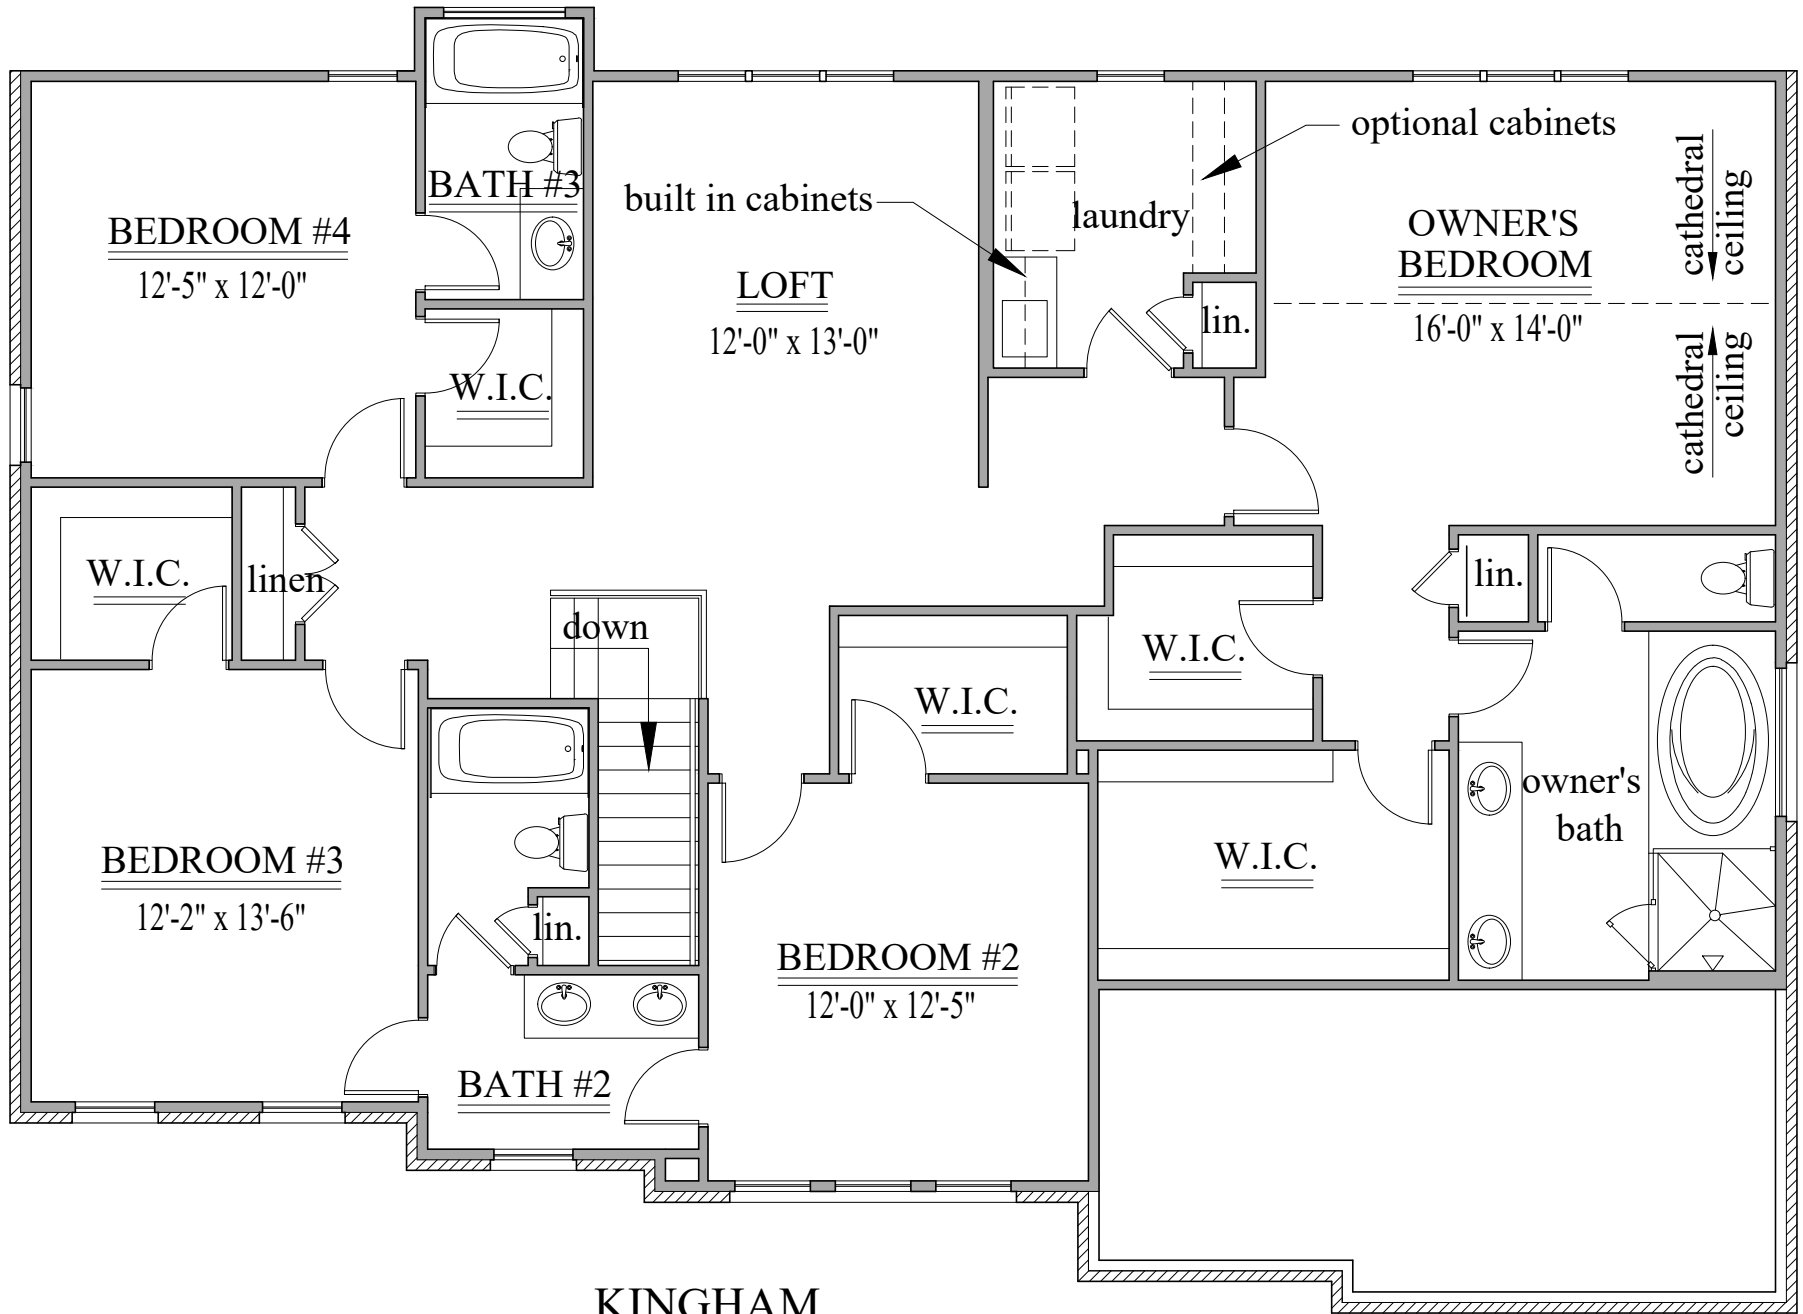 BATH #3
BEDROOM #4
12'-5" x 12'-0"
W.I.C.
built in cabinets
LOFT
12'-0" x 13'-0"
optional cabinets
laundry
lin.
OWNER'S
BEDROOM
16'-0" x 14'-0"
cathedral
ceiling
cathedral
ceiling
W.I.C.
linen
down
W.I.C.
W.I.C.
lin.
owner's
bath
W.I.C.
BEDROOM #3
12'-2" x 13'-6"
lin.
BEDROOM #2
12'-0" x 12'-5"
BATH #2
KINGHAM